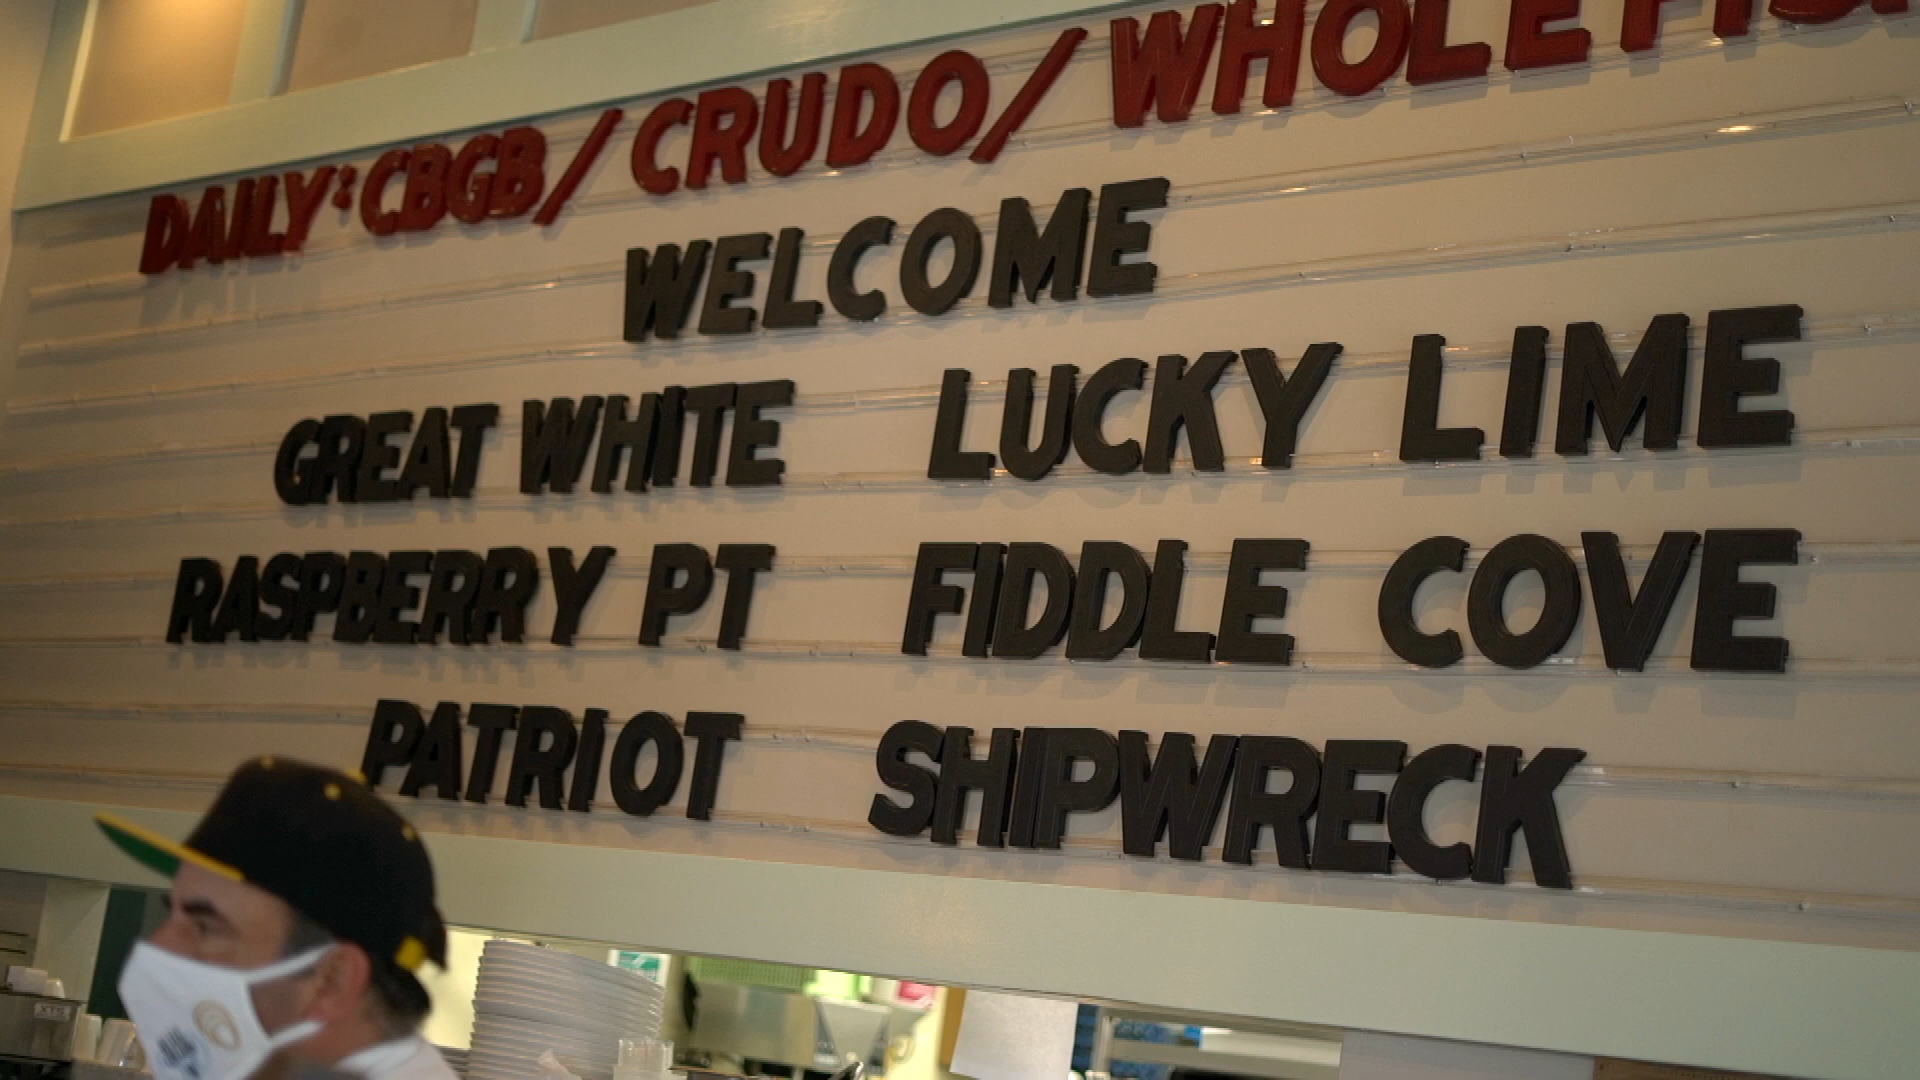 DAILY: CBGB/ CRUDO/ WHOLE FISH
WELCOME
GREAT WHITE LUCKY LIME
RASPBERRY PT FIDDLE COVE
PATRIOT SHIPWRECK